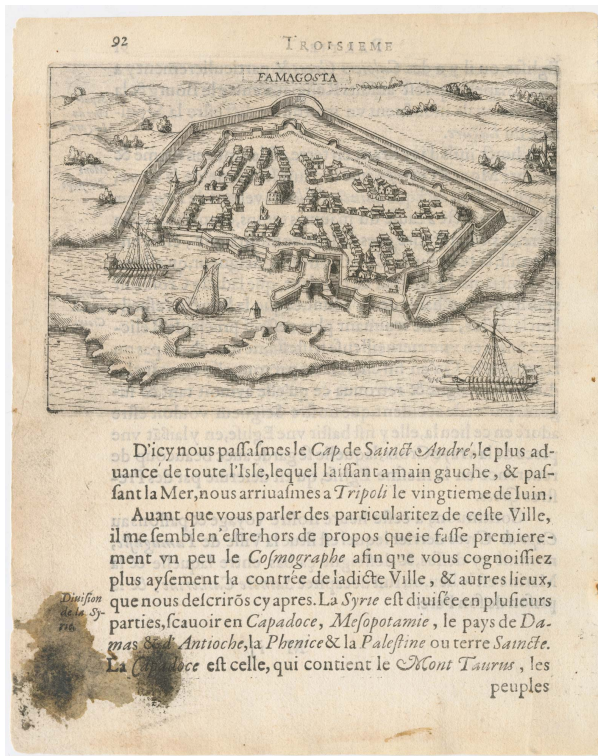 92
TROISIEME
FAMAGOSTA
D'icy nous passasmes le Cap de Sainct André, le plus ad-
uancé de toute l'Isle, lequel laissant a main gauche, & pas-
sant la Mer, nous arriuasmes a Tripoli le vingtieme de Iuin.
Auant que vous parler des particularitez de ceste Ville,
il me semble n'estre hors de propos que ie fasse premiere-
ment vn peu le Cosmographe afin que vous cognoissiez
plus aysement la contrée de ladicte Ville, & autres lieux,
que nous descrirõs cy apres. La Syrie est diuisée en plusieurs
Diuision
de la Sy-
rie.
parties, scauoir en Capadoce, Mesopotamie, le pays de Da-
mas & d'Antioche, la Phenice & la Palestine ou terre Saincte.
La Capadoce est celle, qui contient le Mont Taurus, les
peuples